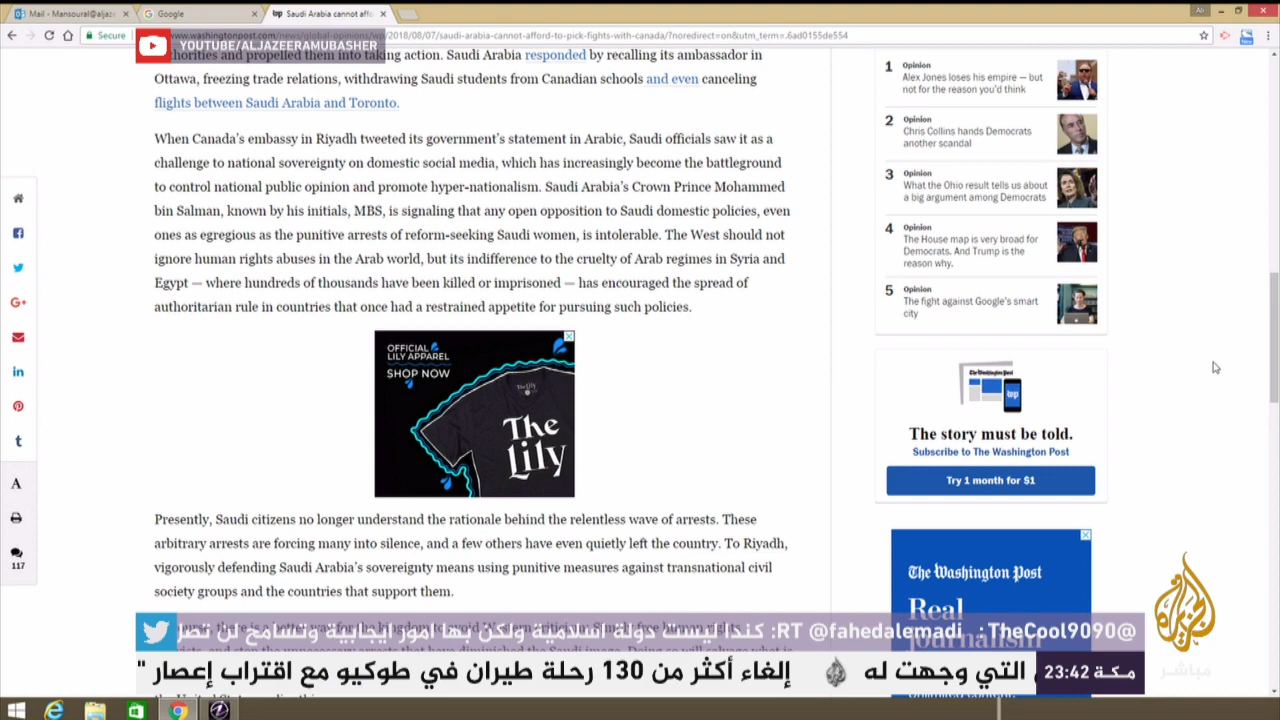 Mail - Mansoural@aljaze
Google
Saudi Arabia cannot affo
Ali
Secure
www.washingtonpost.com/news/global-opinions/wp/2018/08/07/saudi-arabia-cannot-afford-to-pick-fights-with-canada/?noredirect=on&utm_term=.6ad0155de554
YOUTUBE/ALJAZEERAMUBASHER
authorities and propelled them into taking action. Saudi Arabia responded by recalling its ambassador in
Ottawa, freezing trade relations, withdrawing Saudi students from Canadian schools and even canceling
flights between Saudi Arabia and Toronto.
When Canada's embassy in Riyadh tweeted its government's statement in Arabic, Saudi officials saw it as a
challenge to national sovereignty on domestic social media, which has increasingly become the battleground
to control national public opinion and promote hyper-nationalism. Saudi Arabia's Crown Prince Mohammed
bin Salman, known by his initials, MBS, is signaling that any open opposition to Saudi domestic policies, even
ones as egregious as the punitive arrests of reform-seeking Saudi women, is intolerable. The West should not
ignore human rights abuses in the Arab world, but its indifference to the cruelty of Arab regimes in Syria and
Egypt — where hundreds of thousands have been killed or imprisoned — has encouraged the spread of
authoritarian rule in countries that once had a restrained appetite for pursuing such policies.
OFFICIAL
LILY APPAREL
SHOP NOW
The Lily
The
Lily
Presently, Saudi citizens no longer understand the rationale behind the relentless wave of arrests. These
arbitrary arrests are forcing many into silence, and a few others have even quietly left the country. To Riyadh,
vigorously defending Saudi Arabia's sovereignty means using punitive measures against transnational civil
society groups and the countries that support them.
A
117
1
Opinion
Alex Jones loses his empire — but
not for the reason you'd think
2
Opinion
Chris Collins hands Democrats
another scandal
3
Opinion
What the Ohio result tells us about
a big argument among Democrats
4
Opinion
The House map is very broad for
Democrats. And Trump is the
reason why.
5
Opinion
The fight against Google's smart
city
The Washington Post
wp
The story must be told.
Subscribe to The Washington Post
Try 1 month for $1
The Washington Post
Real
Journalism
@TheCool9090: RT @fahedalemadi: كندا ليست دولة اسلامية ولكن بها امور إيجابية وتسامح لن تصل
مكة 23:42
التي وجهت له
إلغاء أكثر من 130 رحلة طيران في طوكيو مع اقتراب إعصار "
مباشر